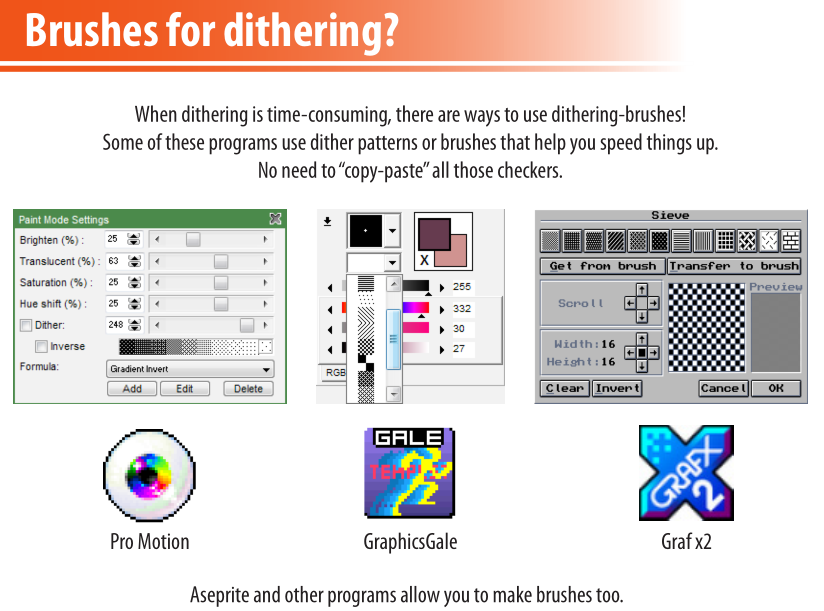 Brushes for dithering?
When dithering is time-consuming, there are ways to use dithering-brushes!
Some of these programs use dither patterns or brushes that help you speed things up.
No need to “copy-paste” all those checkers.
Paint Mode Settings
Brighten (%) : 25
Translucent (%) : 63
Saturation (%) : 25
Hue shift (%) : 25
Dither: 248
Inverse
Formula: Gradient Invert
Add Edit Delete
X
255
332
30
27
RGB
Sieve
Get from brush Transfer to brush
Scroll
Preview
Width:16
Height:16
Clear Invert Cancel OK
GALE
GRAFX
2
Pro Motion
GraphicsGale
Graf x2
Aseprite and other programs allow you to make brushes too.